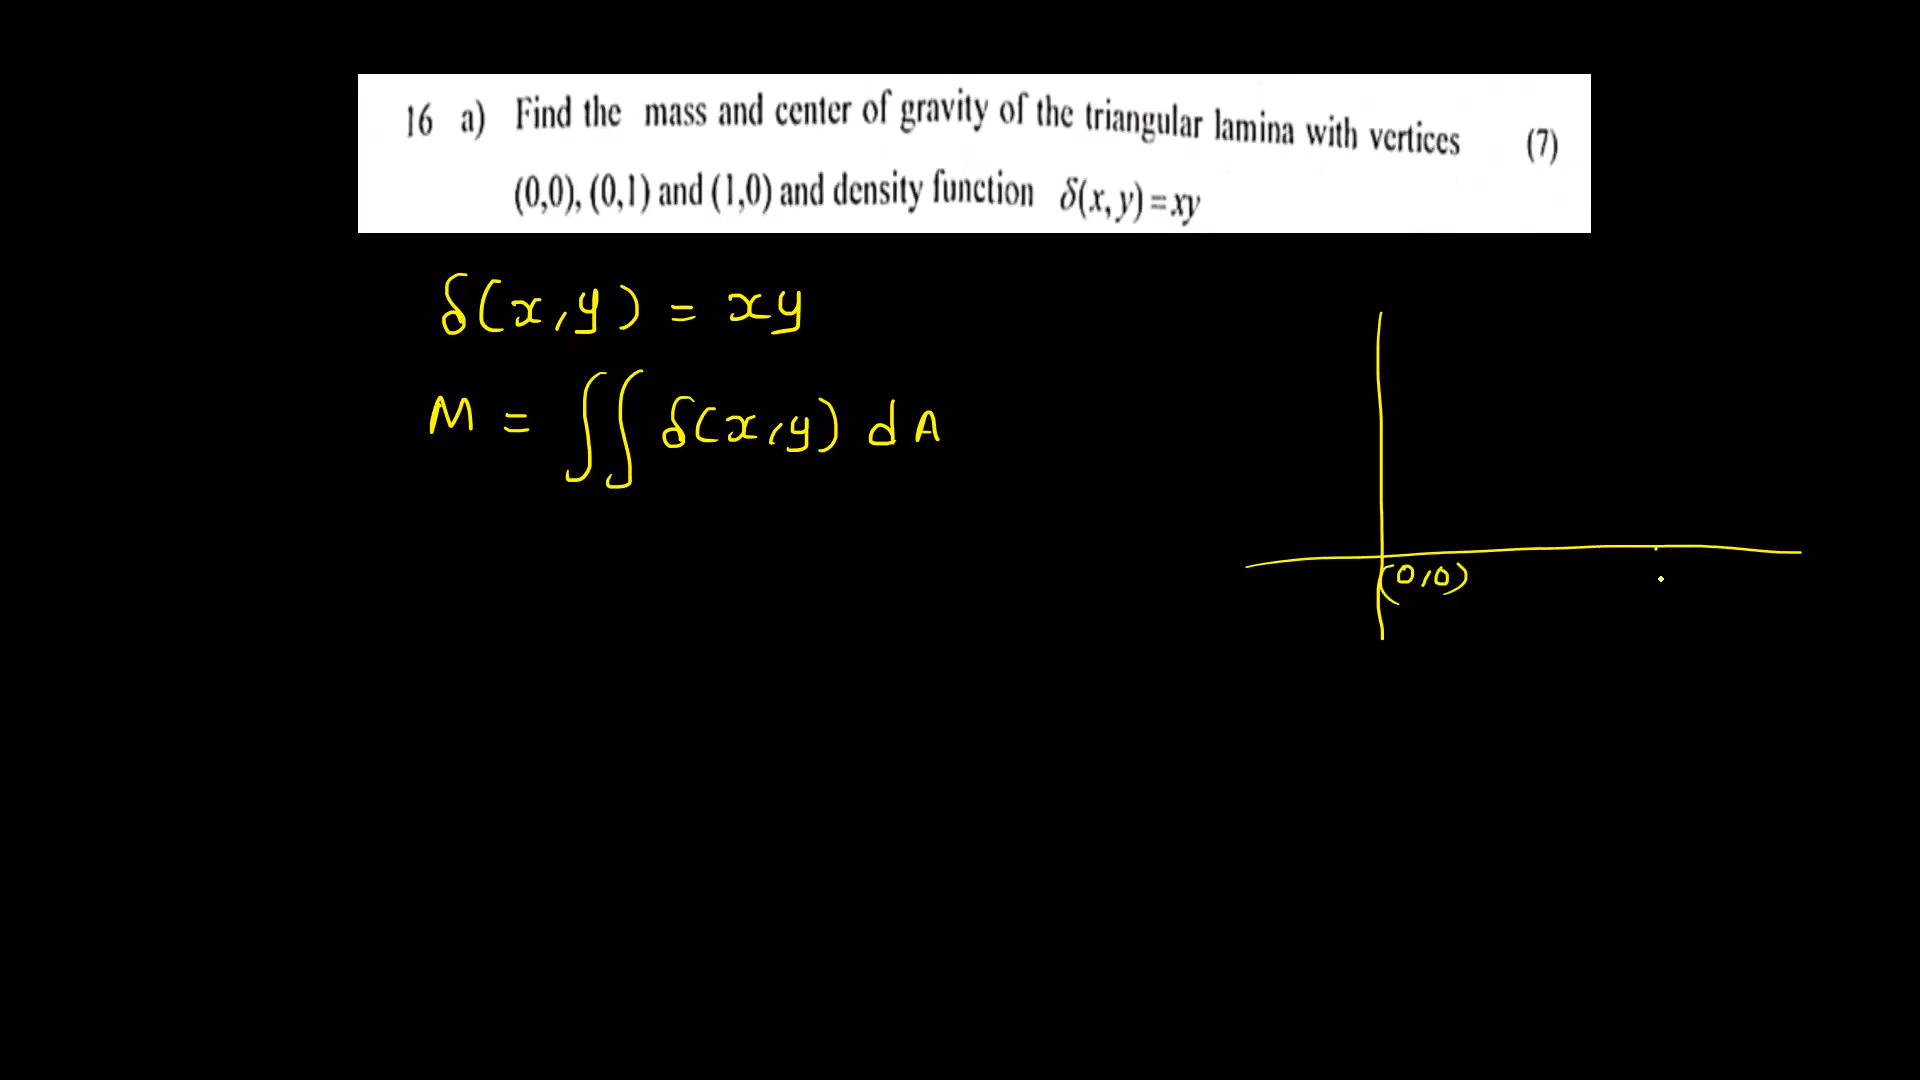 16 a) Find the mass and center of gravity of the triangular lamina with vertices (7)
(0,0), (0,1) and (1,0) and density function δ(x, y) = xy
δ(x,y) = xy
M = ∫∫ δ(x,y) dA
(0,0)